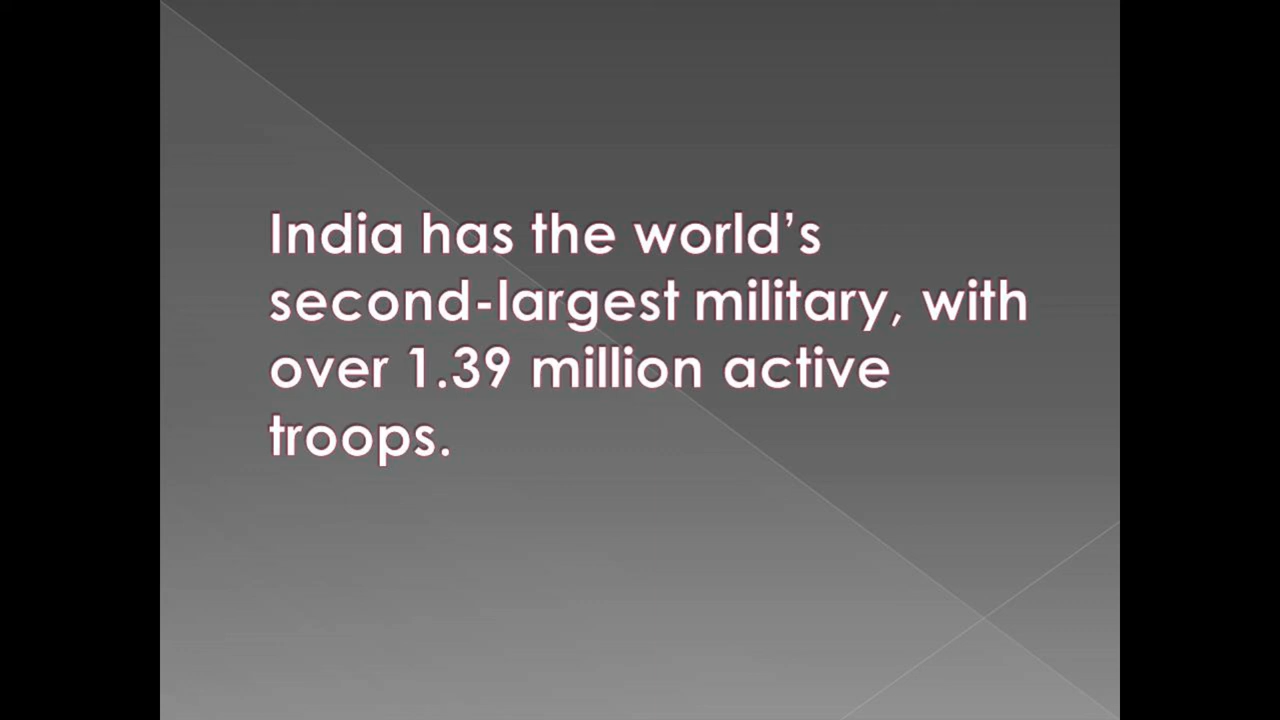 India has the world’s
second-largest military, with
over 1.39 million active
troops.